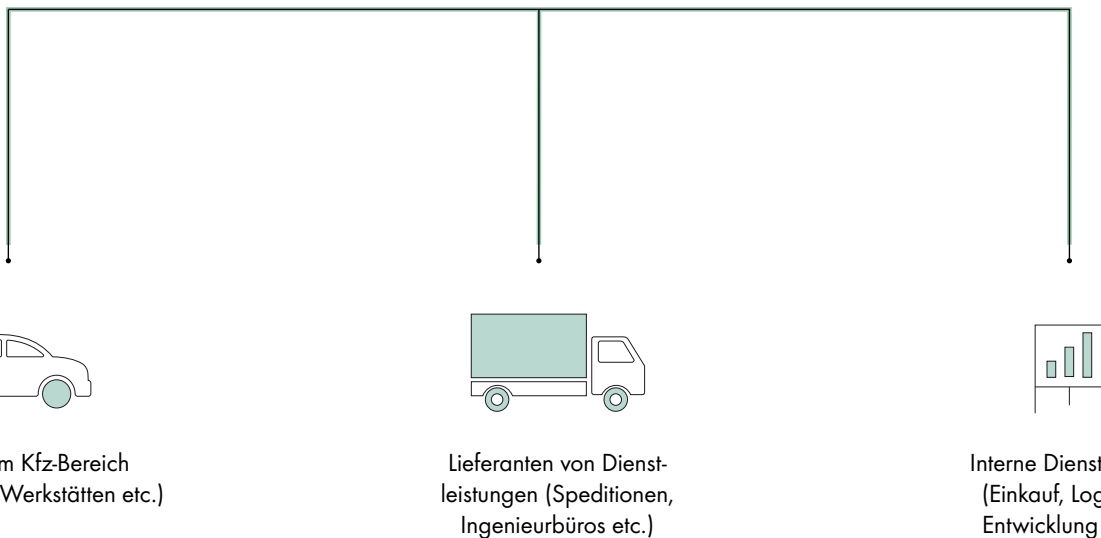 m Kfz-Bereich
Werkstätten etc.)
Lieferanten von Dienst-
leistungen (Speditionen,
Ingenieurbüros etc.)
Interne Dienst
(Einkauf, Log
Entwicklung